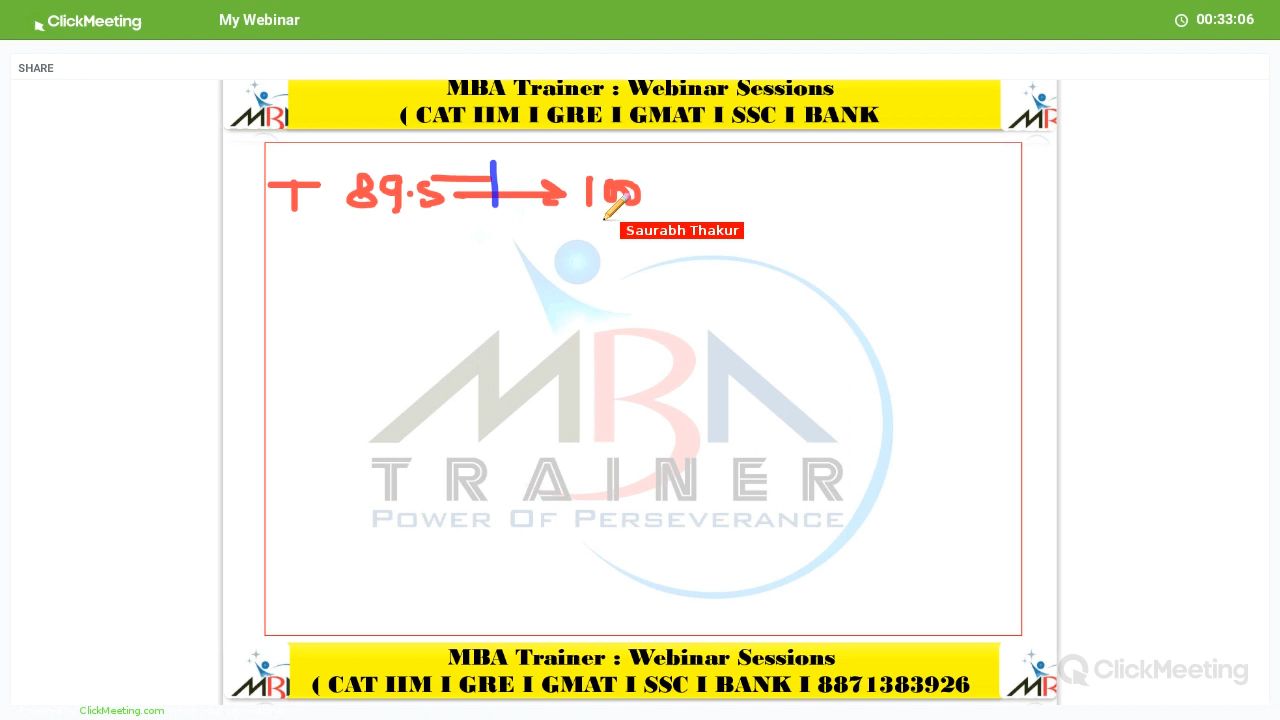 ClickMeeting
My Webinar
00:33:06
SHARE
MBA Trainer : Webinar Sessions
( CAT IIM I GRE I GMAT I SSC I BANK
T 89.5 → 100
Saurabh Thakur
MBA
TRAINER
POWER OF PERSEVERANCE
MBA Trainer : Webinar Sessions
( CAT IIM I GRE I GMAT I SSC I BANK I 8871383926
ClickMeeting
ClickMeeting.com